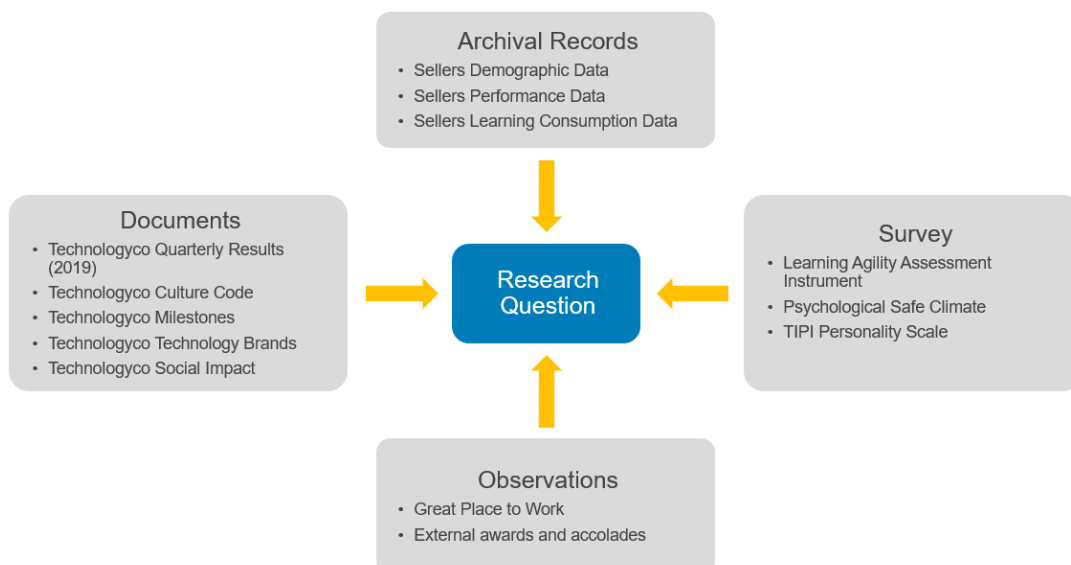 Archival Records
• Sellers Demographic Data
• Sellers Performance Data
• Sellers Learning Consumption Data
Documents
• Technologyco Quarterly Results
(2019)
• Technologyco Culture Code
• Technologyco Milestones
• Technologyco Technology Brands
• Technologyco Social Impact
Research
Question
Survey
• Learning Agility Assessment
Instrument
• Psychological Safe Climate
• TIPI Personality Scale
Observations
• Great Place to Work
• External awards and accolades